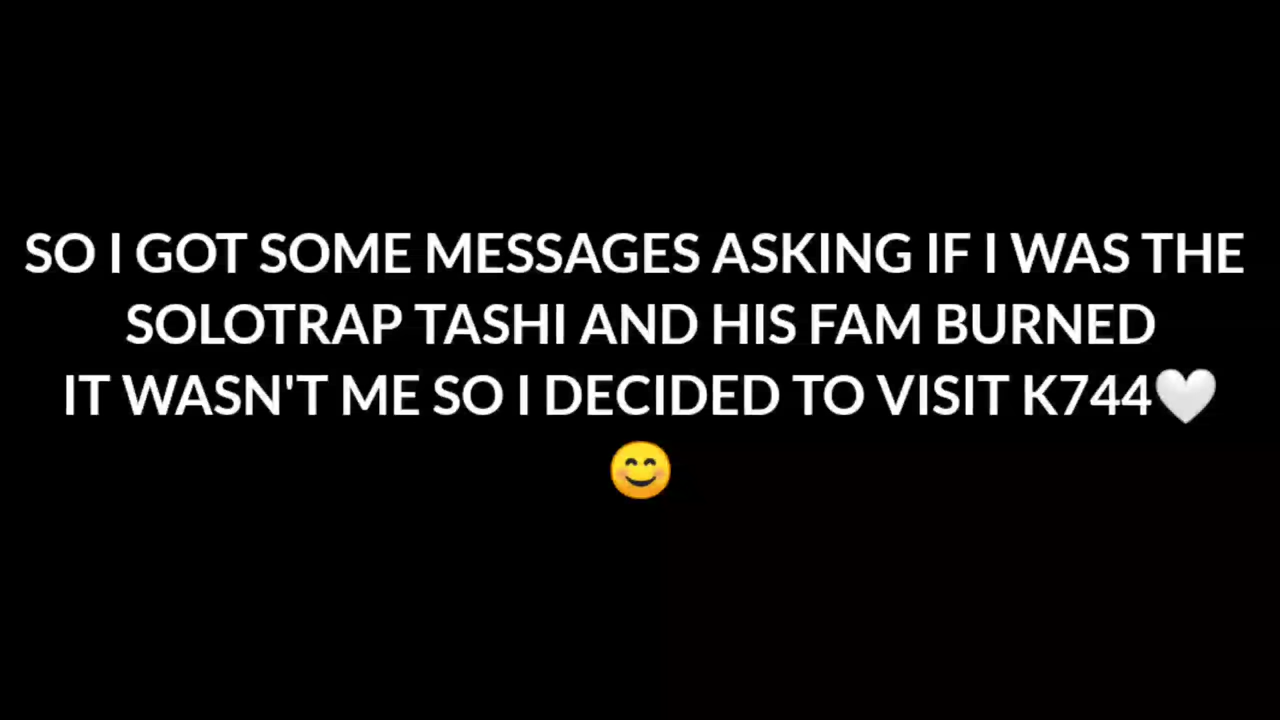 SO I GOT SOME MESSAGES ASKING IF I WAS THE
SOLOTRAP TASHI AND HIS FAM BURNED
IT WASN'T ME SO I DECIDED TO VISIT K744🤍
😊